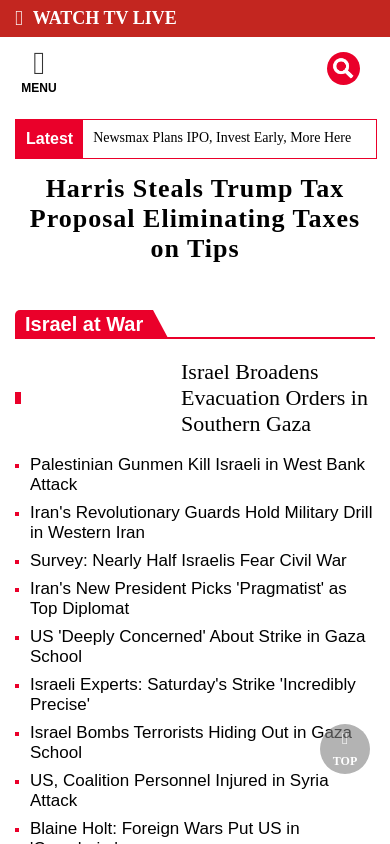 WATCH TV LIVE
MENU
Latest Newsmax Plans IPO, Invest Early, More Here
Harris Steals Trump Tax
Proposal Eliminating Taxes
on Tips
Israel at War
Israel Broadens
Evacuation Orders in
Southern Gaza
Palestinian Gunmen Kill Israeli in West Bank
Attack
Iran's Revolutionary Guards Hold Military Drill
in Western Iran
Survey: Nearly Half Israelis Fear Civil War
Iran's New President Picks 'Pragmatist' as
Top Diplomat
US 'Deeply Concerned' About Strike in Gaza
School
Israeli Experts: Saturday's Strike 'Incredibly
Precise'
Israel Bombs Terrorists Hiding Out in Gaza
School
TOP
US, Coalition Personnel Injured in Syria
Attack
Blaine Holt: Foreign Wars Put US in